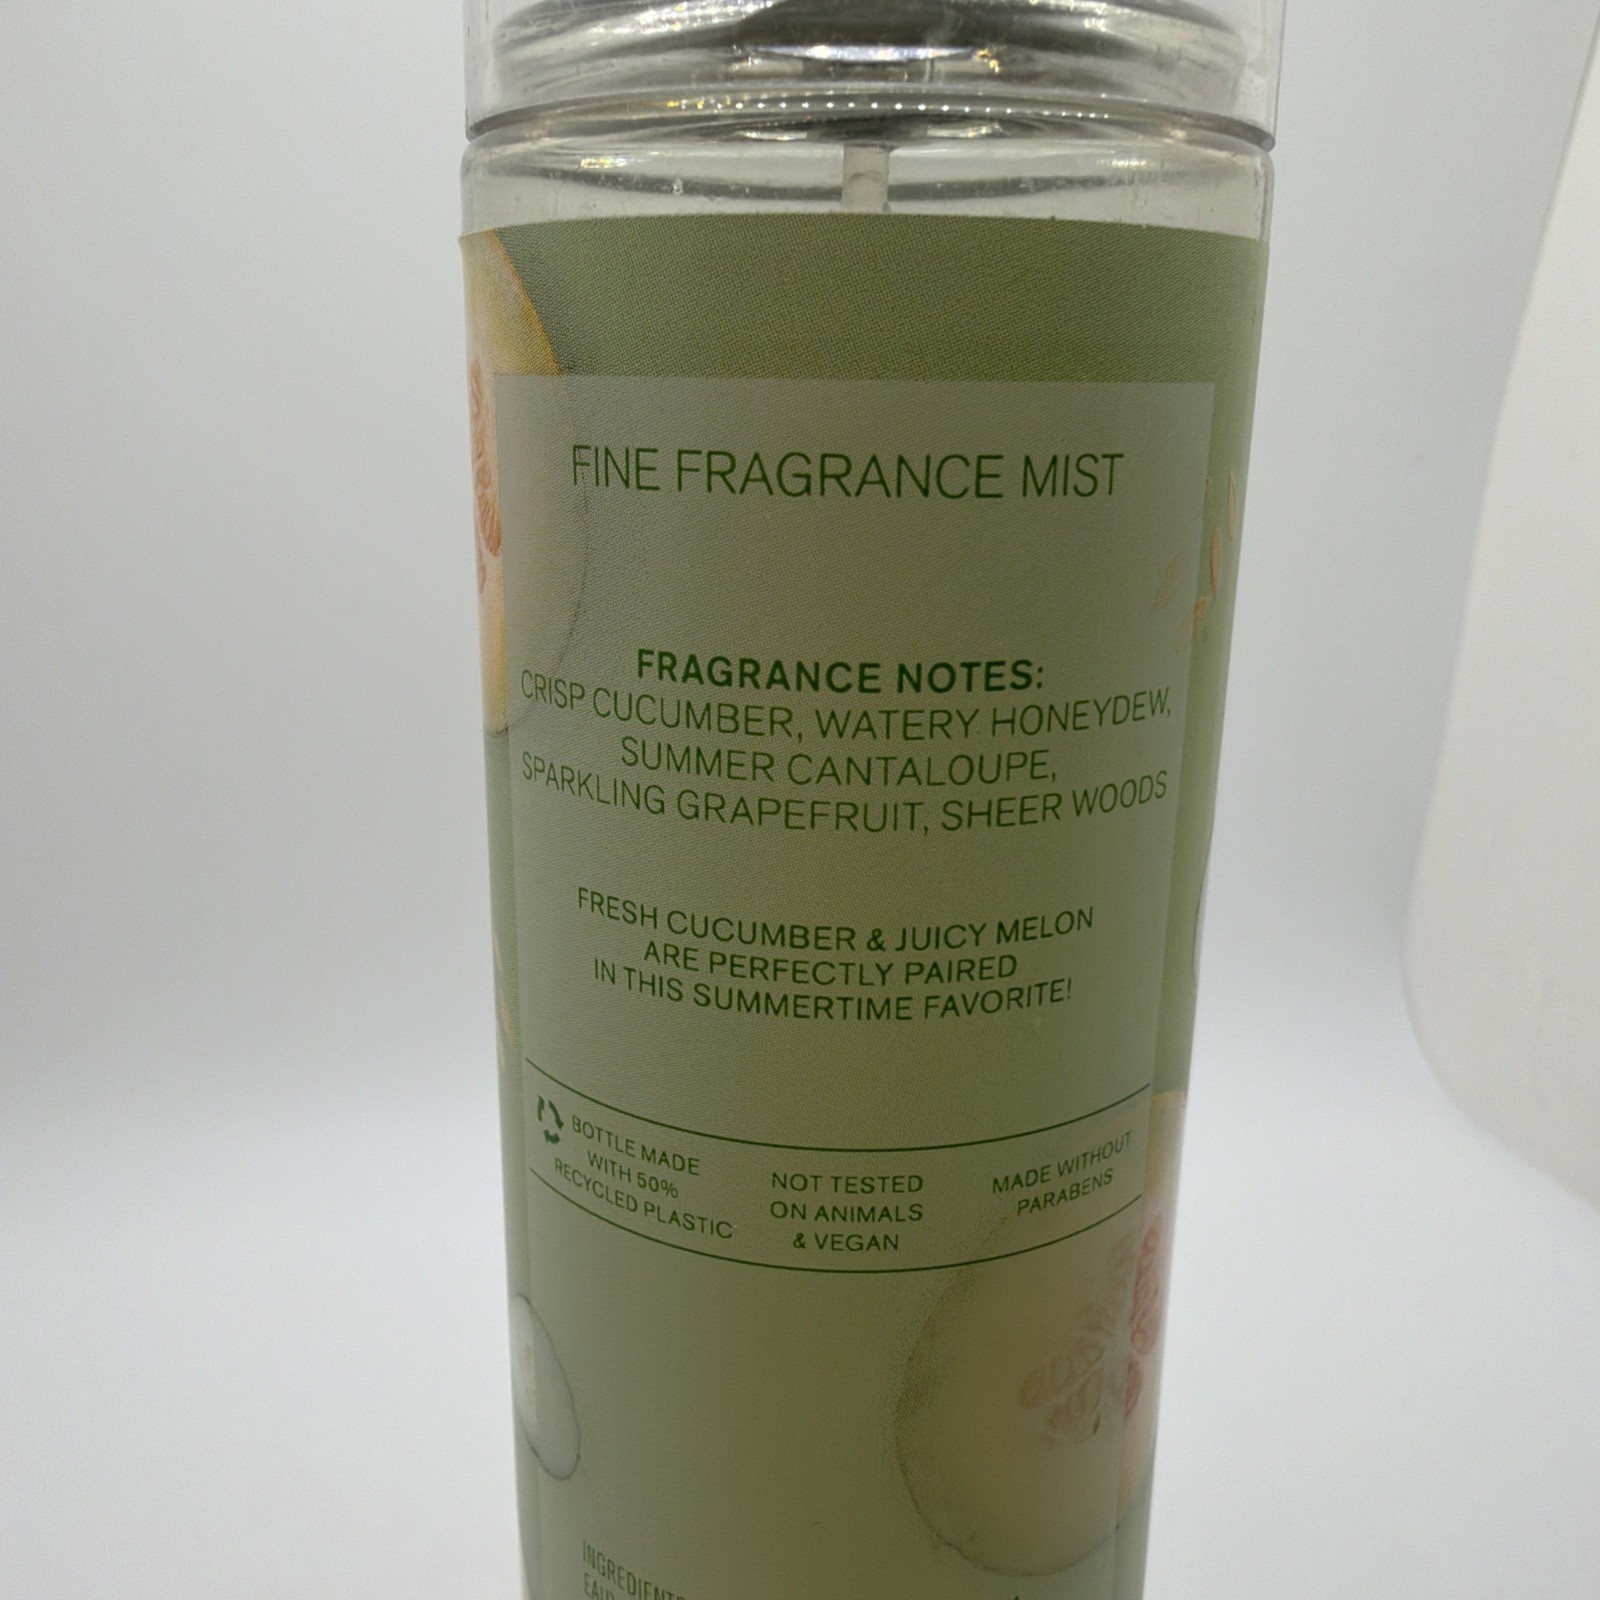 FINE FRAGRANCE MIST
FRAGRANCE NOTES:
CRISP CUCUMBER, WATERY HONEYDEW,
SUMMER CANTALOUPE,
SPARKLING GRAPEFRUIT, SHEER WOODS
FRESH CUCUMBER & JUICY MELON
ARE PERFECTLY PAIRED
IN THIS SUMMERTIME FAVORITE!
BOTTLE MADE
WITH 50%
RECYCLED PLASTIC
NOT TESTED
ON ANIMALS
& VEGAN
MADE WITHOUT
PARABENS
INGREDIENTS